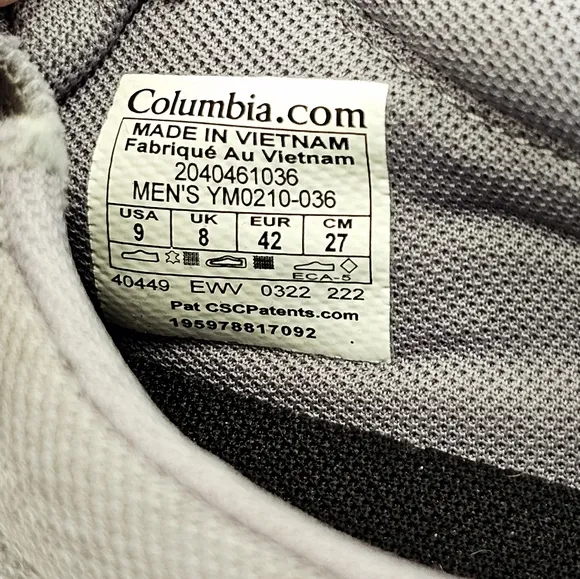 Columbia.com
MADE IN VIETNAM
Fabriqué Au Vietnam
2040461036
MEN'S YM0210-036
USA UK EUR CM
9 8 42 27
ECA-5
40449 EWV 0322 222
Pat CSCPatents.com
195978817092